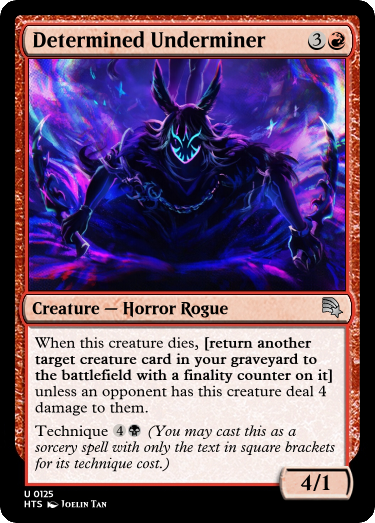 Determined Underminer 3
Creature — Horror Rogue
When this creature dies, [return another
target creature card in your graveyard to
the battlefield with a finality counter on it]
unless an opponent has this creature deal 4
damage to them.
Technique 4 (You may cast this as a
sorcery spell with only the text in square brackets
for its technique cost.)
4/1
U 0125
HTS Joelin Tan